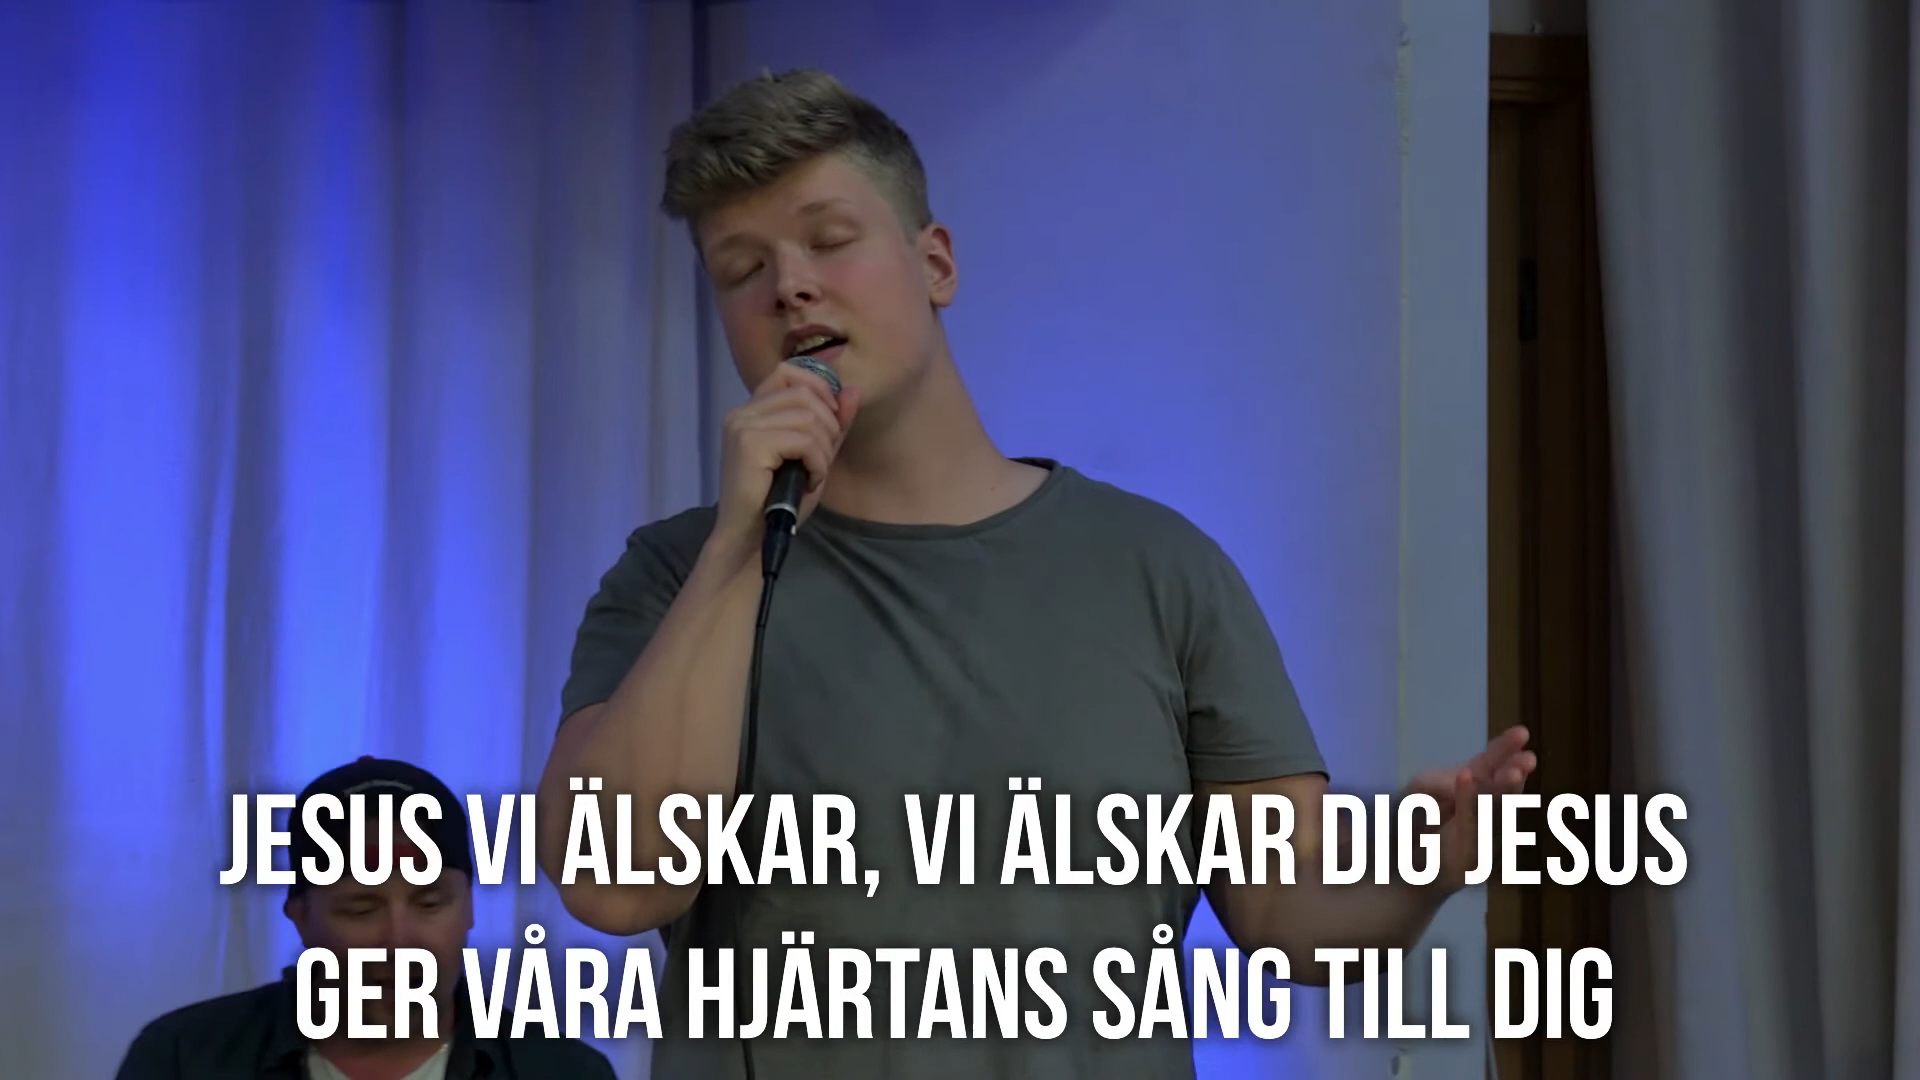 JESUS VI ÄLSKAR, VI ÄLSKAR DIG JESUS
GER VÅRA HJÄRTANS SÅNG TILL DIG